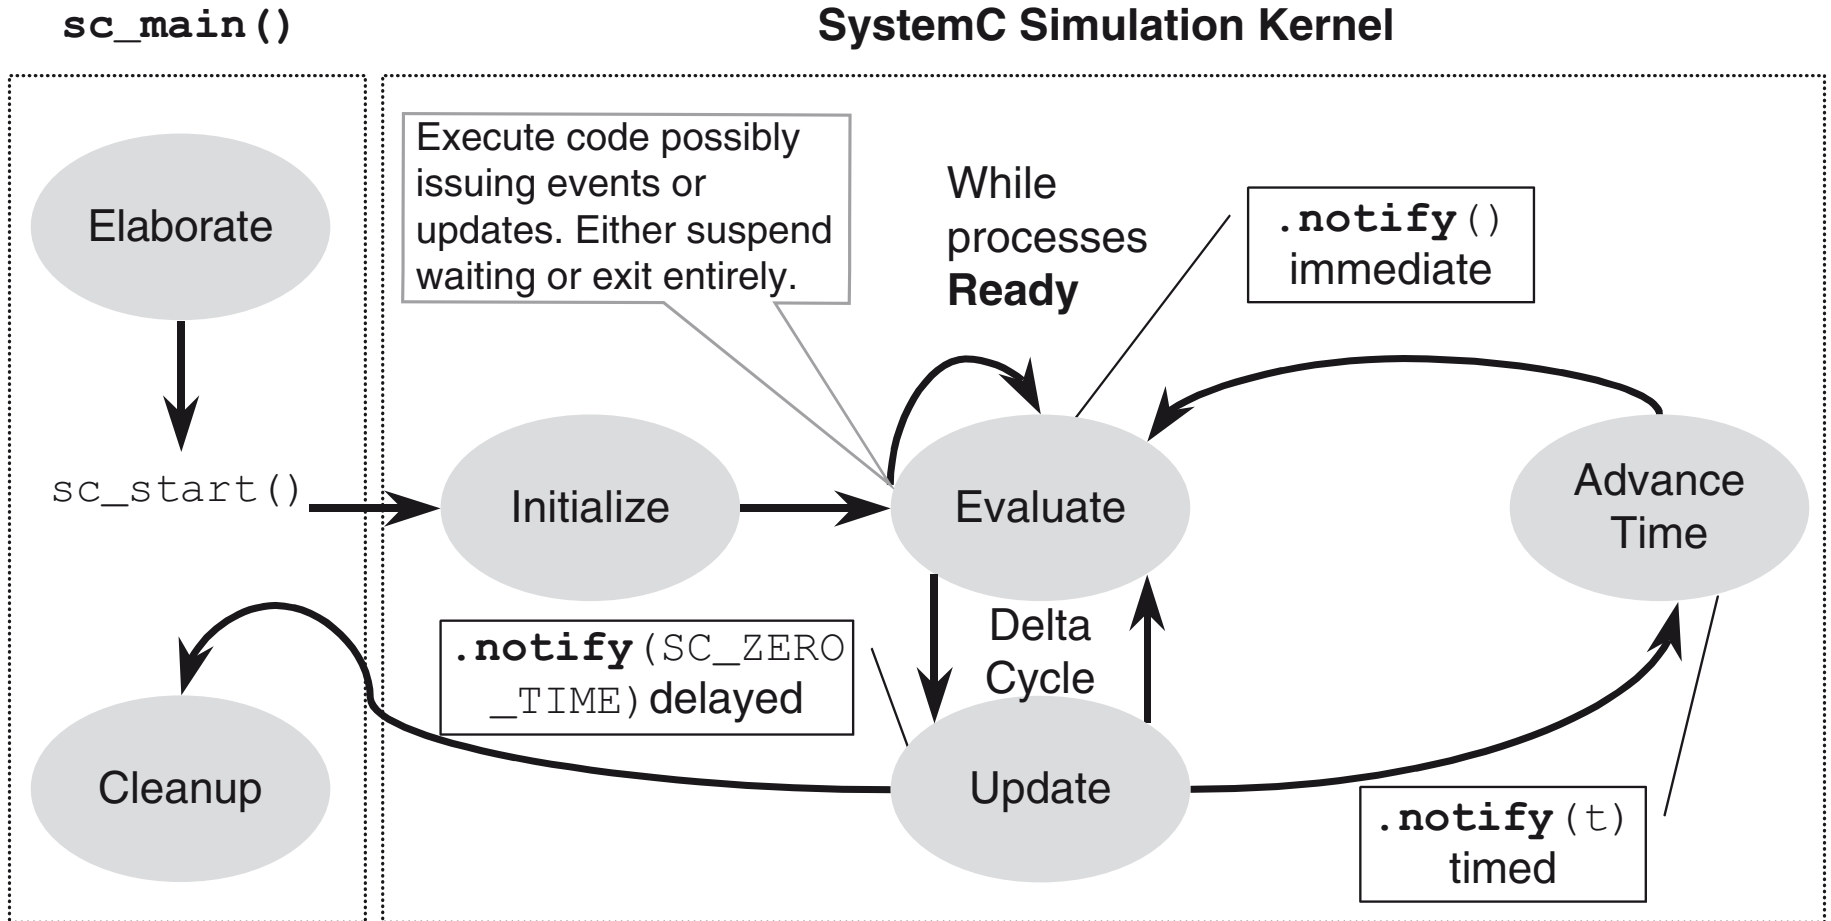 sc_main()
SystemC Simulation Kernel
Execute code possibly
issuing events or
updates. Either suspend
waiting or exit entirely.
While
processes
Ready
.notify()
immediate
Elaborate
sc_start()
Initialize
Evaluate
Advance
Time
.notify(SC_ZERO
_TIME) delayed
Delta
Cycle
Cleanup
Update
.notify(t)
timed